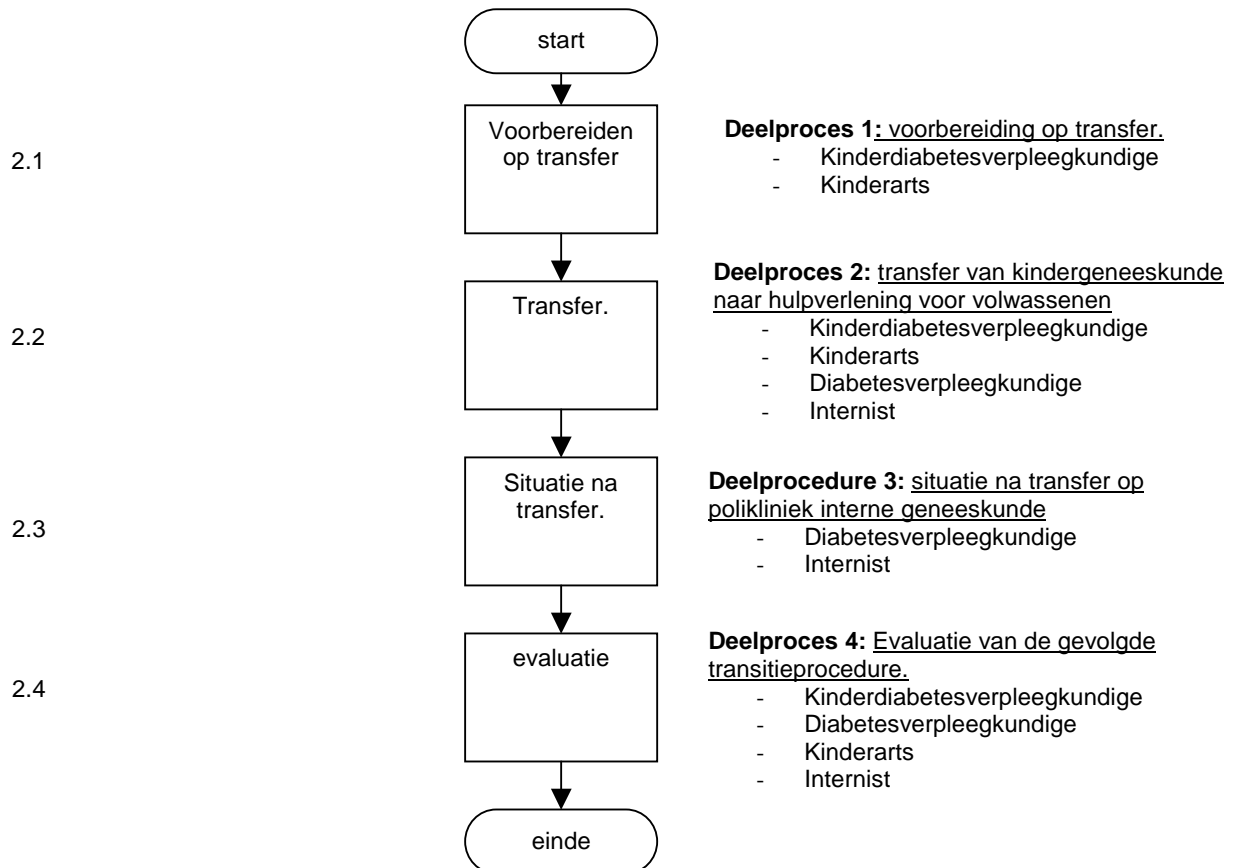 start
2.1
Voorbereiden
op transfer
Deelproces 1: voorbereiding op transfer.
- Kinderdiabetesverpleegkundige
- Kinderarts
2.2
Transfer.
Deelproces 2: transfer van kindergeneeskunde
naar hulpverlening voor volwassenen
- Kinderdiabetesverpleegkundige
- Kinderarts
- Diabetesverpleegkundige
- Internist
2.3
Situatie na
transfer.
Deelprocedure 3: situatie na transfer op
polikliniek interne geneeskunde
- Diabetesverpleegkundige
- Internist
2.4
evaluatie
Deelproces 4: Evaluatie van de gevolgde
transitieprocedure.
- Kinderdiabetesverpleegkundige
- Diabetesverpleegkundige
- Kinderarts
- Internist
einde